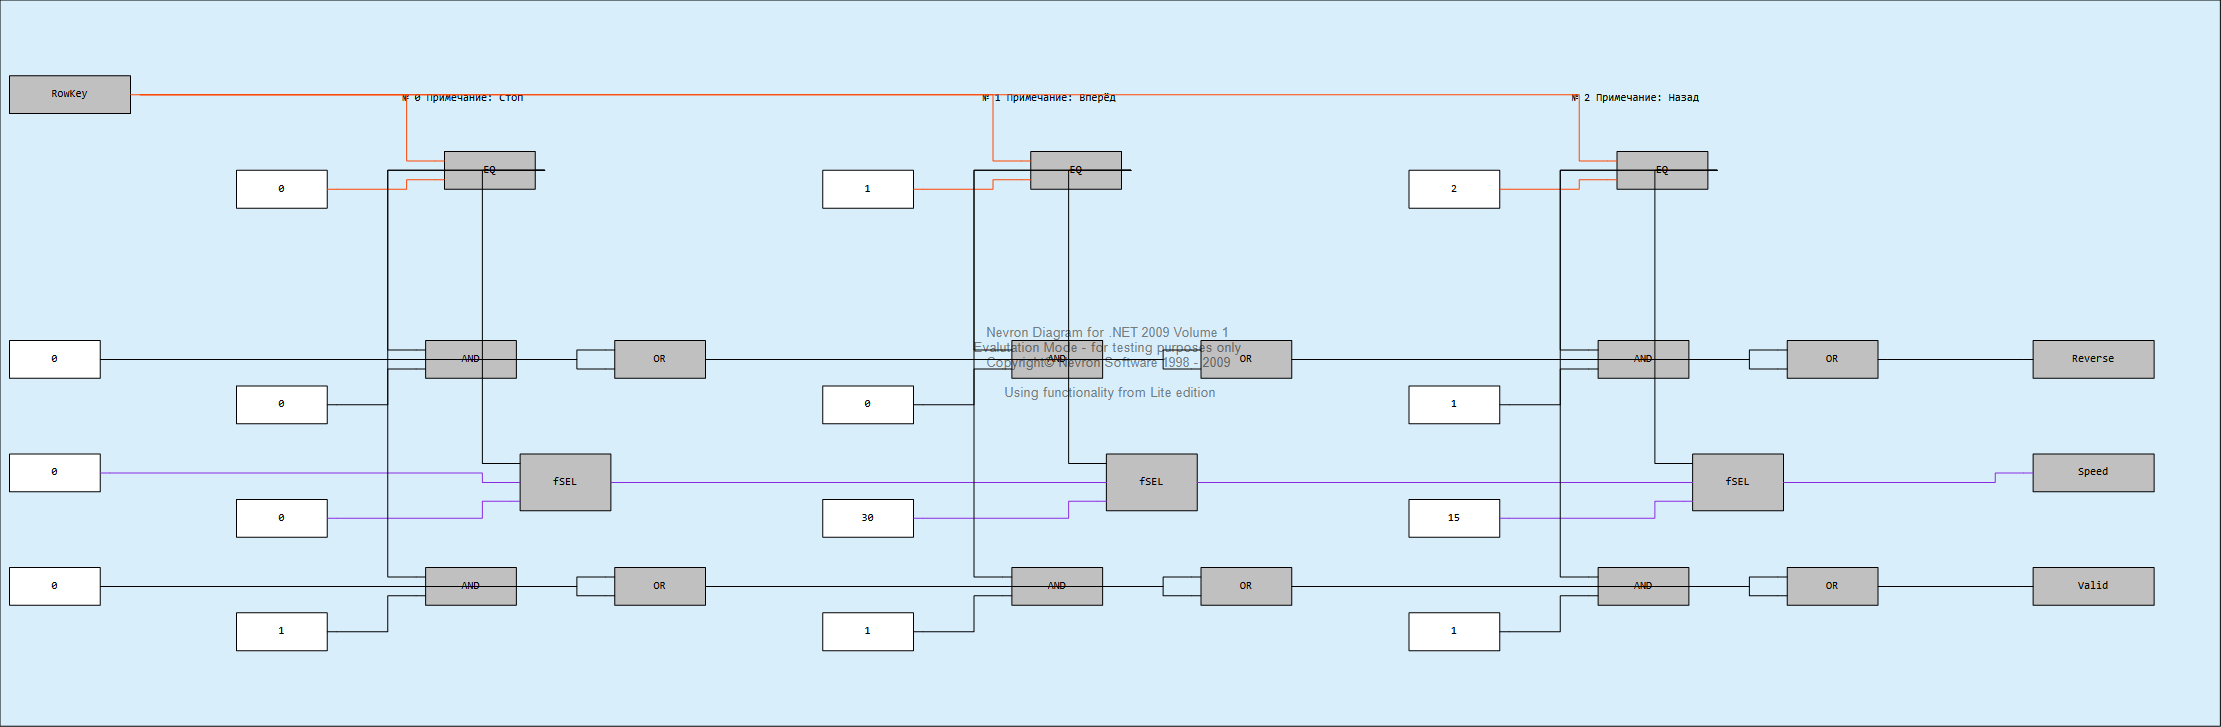 RowKey
№ 0 Примечание: Стоп
№ 1 Примечание: Вперёд
№ 2 Примечание: Назад
EQ
EQ
EQ
0
1
2
Nevron Diagram for .NET 2009 Volume 1
Evalutation Mode - for testing purposes only
Copyright© Nevron Software 1998 - 2009
Using functionality from Lite edition
0
AND
OR
AND
OR
AND
OR
Reverse
0
0
1
0
fSEL
fSEL
fSEL
Speed
0
30
15
0
AND
OR
AND
OR
AND
OR
Valid
1
1
1